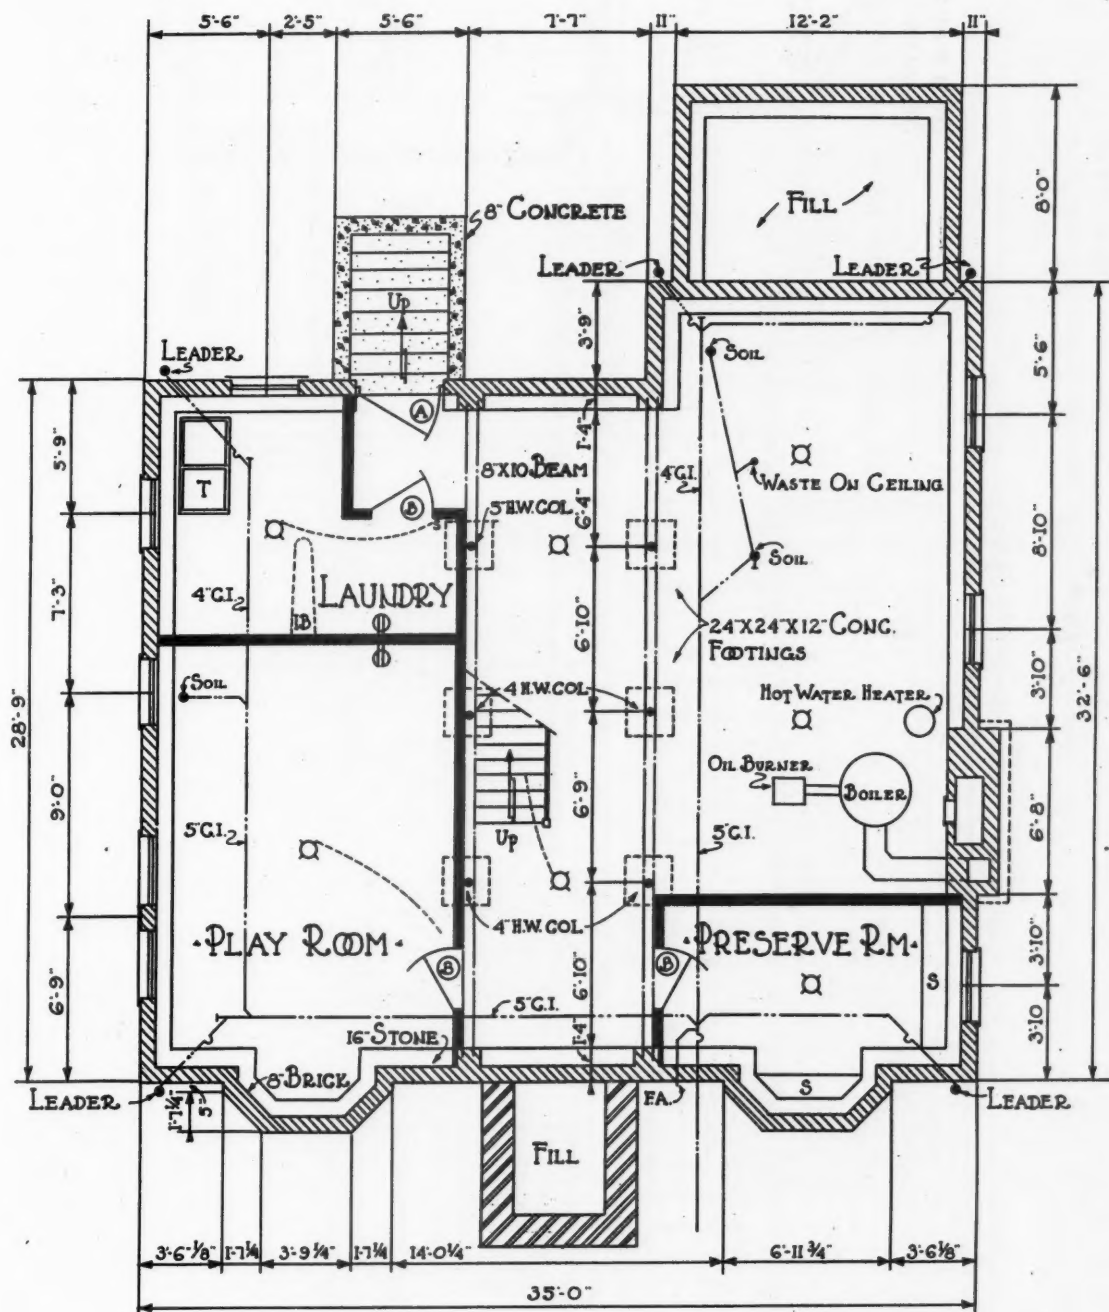 5'-6" 2'-5" 5'-6" 7'-7" 11" 12'-2" 11"
8'-0"
FILL
8" CONCRETE
LEADER LEADER
UP
3'-9"
5'-6"
LEADER
SOIL
A
1'-4"
5'-9"
8"X10" BEAM
4" G.I.
WASTE ON CEILING
T
B
5" H.W. COL.
6'-4"
8'-10"
S
SOIL
7'-3"
4" G.I.
LAUNDRY
1B
6'-10"
24"X24"X12" CONC.
FOOTINGS
3'-10"
32'-6"
SOIL
4 H.W. COL.
HOT WATER HEATER
28'-9"
OIL BURNER
BOILER
9'-0"
5" G.I.
UP
6'-9"
5" G.I.
6'-8"
4" H.W. COL.
PLAY ROOM
PRESERVE RM
B
B
S
6'-9"
6'-10"
3'-10"
5" G.I.
16" STONE
1'-4"
3'-10
8" BRICK
LEADER
1'-7 1/4"
5"
S
F.A.
LEADER
FILL
3'-6 1/8" 1'-7 1/4 3'-9 1/4" 1'-7 1/4 14'-0 1/4" 6'-11 3/4" 3'-6 1/8"
35'-0"